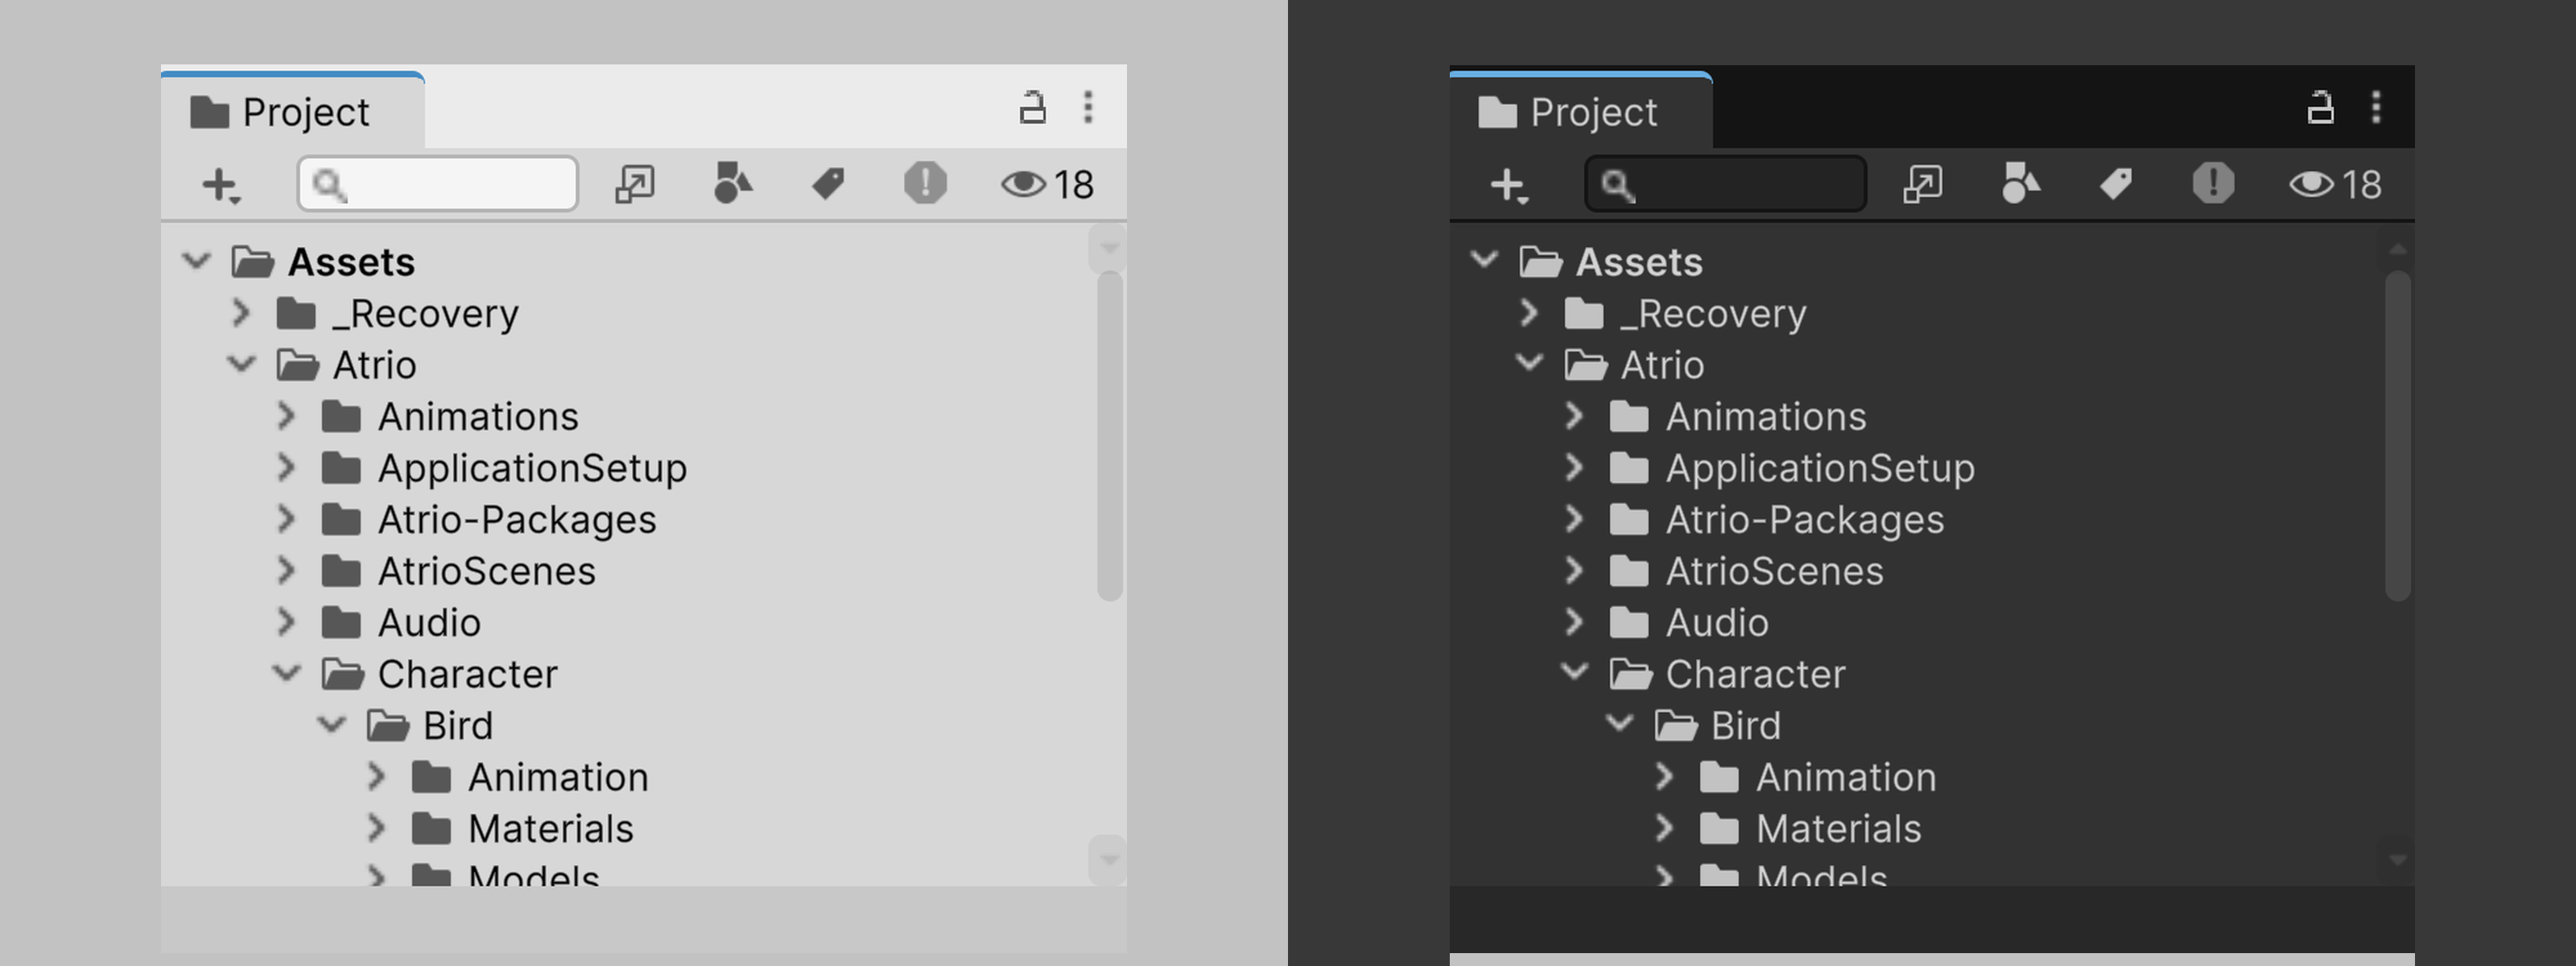 Project
18
Assets
_Recovery
Atrio
Animations
ApplicationSetup
Atrio-Packages
AtrioScenes
Audio
Character
Bird
Animation
Materials
Models
Project
18
Assets
_Recovery
Atrio
Animations
ApplicationSetup
Atrio-Packages
AtrioScenes
Audio
Character
Bird
Animation
Materials
Models